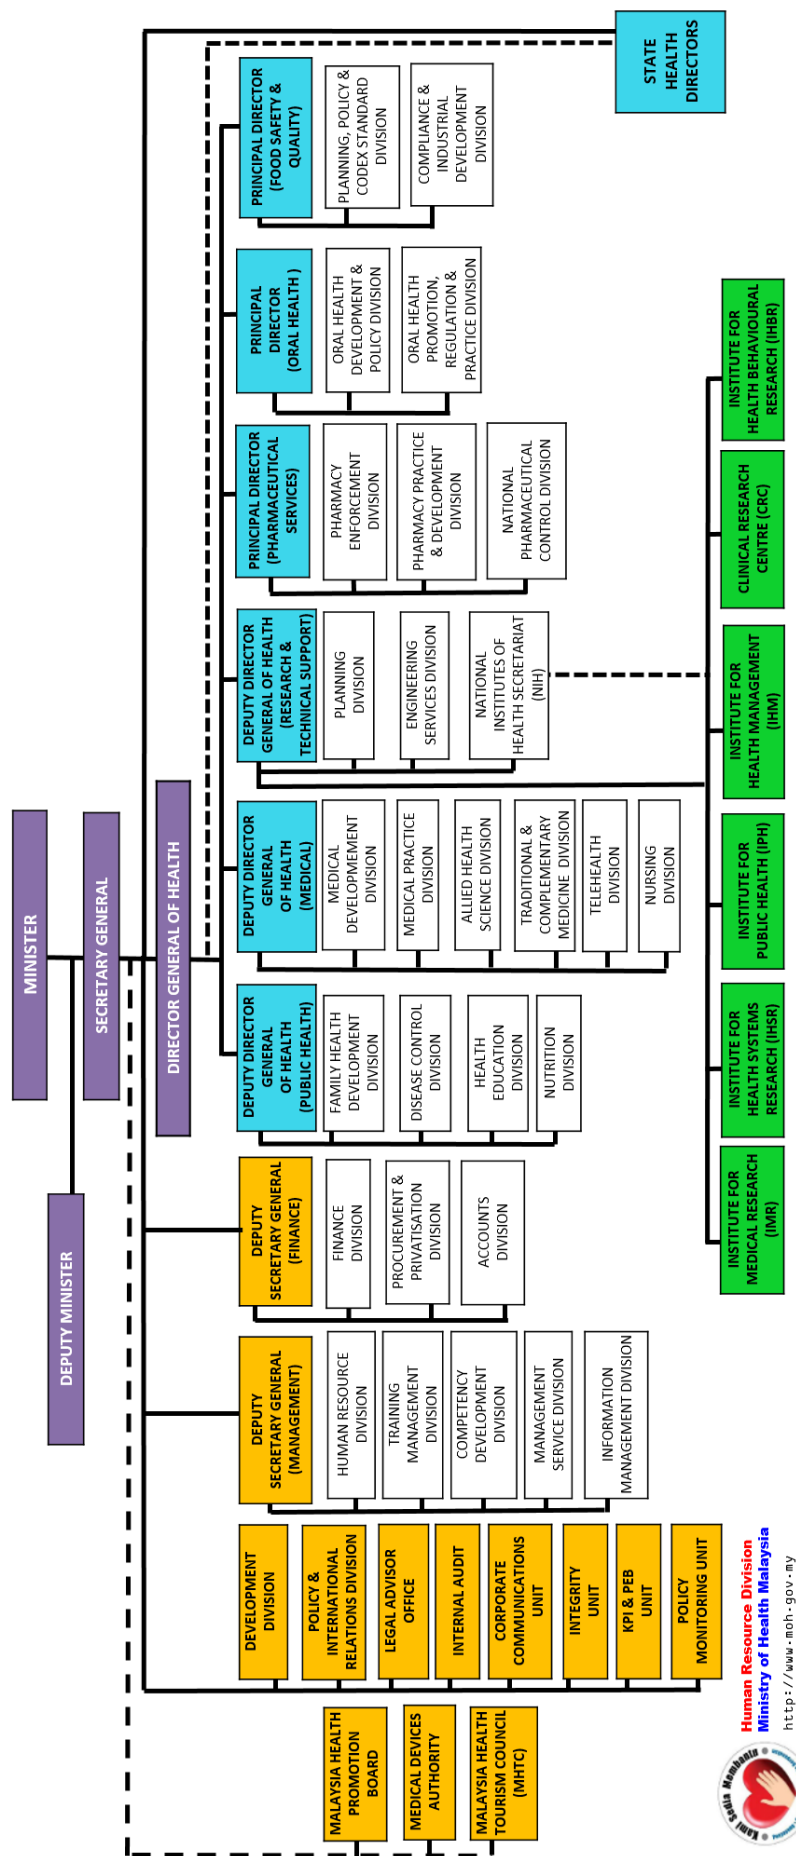 MINISTER
DEPUTY MINISTER
SECRETARY GENERAL
DIRECTOR GENERAL OF HEALTH
MALAYSIA HEALTH
PROMOTION
BOARD
MEDICAL DEVICES
AUTHORITY
MALAYSIA HEALTH
TOURISM COUNCIL
(MHTC)
DEVELOPMENT
DIVISION
POLICY &
INTERNATIONAL
RELATIONS DIVISION
LEGAL ADVISOR
OFFICE
INTERNAL AUDIT
CORPORATE
COMMUNICATIONS
UNIT
INTEGRITY
UNIT
KPI & PEB
UNIT
POLICY
MONITORING UNIT
DEPUTY
SECRETARY GENERAL
(MANAGEMENT)
HUMAN RESOURCE
DIVISION
TRAINING
MANAGEMENT
DIVISION
COMPETENCY
DEVELOPMENT
DIVISION
MANAGEMENT
SERVICE DIVISION
INFORMATION
MANAGEMENT DIVISION
DEPUTY
SECRETARY GENERAL
(FINANCE)
FINANCE
DIVISION
PROCUREMENT &
PRIVATISATION
DIVISION
ACCOUNTS
DIVISION
DEPUTY DIRECTOR
GENERAL
OF HEALTH
(PUBLIC HEALTH)
FAMILY HEALTH
DEVELOPMENT
DIVISION
DISEASE CONTROL
DIVISION
HEALTH
EDUCATION
DIVISION
NUTRITION
DIVISION
DEPUTY DIRECTOR
GENERAL
OF HEALTH
(MEDICAL)
MEDICAL
DEVELOPMEMENT
DIVISION
MEDICAL PRACTICE
DIVISION
ALLIED HEALTH
SCIENCE DIVISION
TRADITIONAL &
COMPLEMENTARY
MEDICINE DIVISION
TELEHEALTH
DIVISION
NURSING
DIVISION
DEPUTY DIRECTOR
GENERAL OF HEALTH
(RESEARCH &
TECHNICAL SUPPORT)
PLANNING
DIVISION
ENGINEERING
SERVICES DIVISION
NATIONAL
INSTITUTES OF
HEALTH SECRETARIAT
(NIH)
PRINCIPAL DIRECTOR
(PHARMACEUTICAL
SERVICES)
PHARMACY
ENFORCEMENT
DIVISION
PHARMACY PRACTICE
& DEVELOPMENT
DIVISION
NATIONAL
PHARMACEUTICAL
CONTROL DIVISION
PRINCIPAL
DIRECTOR
(ORAL HEALTH )
ORAL HEALTH
DEVELOPMENT &
POLICY DIVISION
ORAL HEALTH
PROMOTION,
REGULATION &
PRACTICE DIVISION
PRINCIPAL DIRECTOR
(FOOD SAFETY &
QUALITY)
PLANNING, POLICY &
CODEX STANDARD
DIVISION
COMPLIANCE &
INDUSTRIAL
DEVELOPMENT
DIVISION
STATE
HEALTH
DIRECTORS
INSTITUTE FOR
MEDICAL RESEARCH
(IMR)
INSTITUTE FOR
HEALTH SYSTEMS
RESEARCH (IHSR)
INSTITUTE FOR
PUBLIC HEALTH (IPH)
INSTITUTE FOR
HEALTH MANAGEMENT
(IHM)
CLINICAL RESEARCH
CENTRE (CRC)
INSTITUTE FOR
HEALTH BEHAVIOURAL
RESEARCH (IHBR)
Kami Sedia Membantu
Human Resource Division
Ministry of Health Malaysia
http://www.moh.gov.my